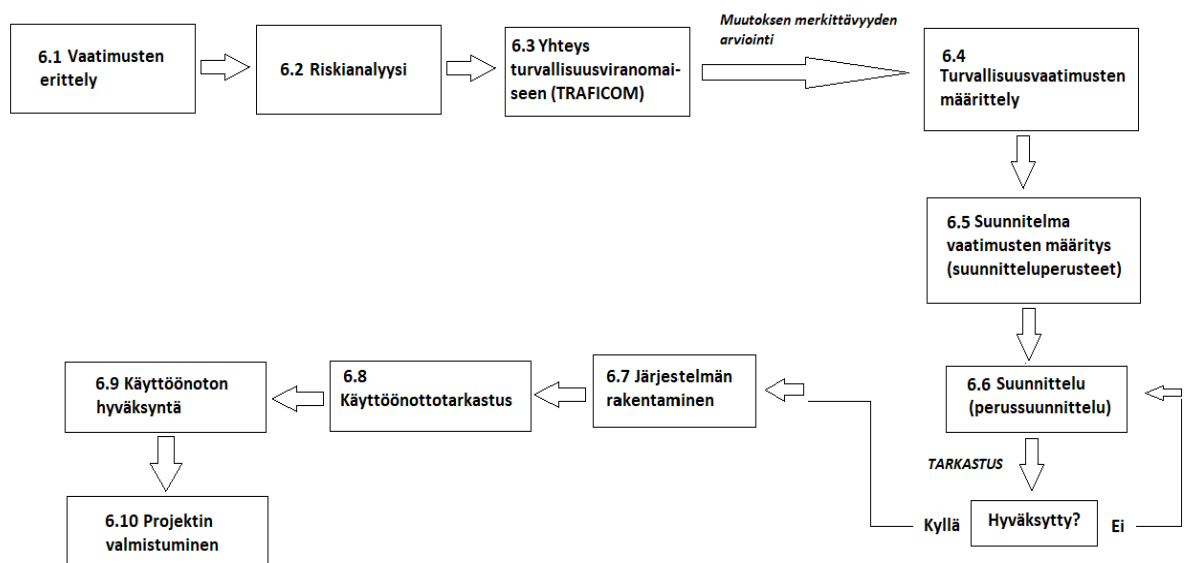 6.1 Vaatimusten
erittely
6.2 Riskianalyysi
6.3 Yhteys
turvallisuusviranomai-
seen (TRAFICOM)
Muutoksen merkittävyyden
arviointi
6.4
Turvallisuusvaatimusten
määrittely
6.5 Suunnitelma
vaatimusten määritys
(suunnitteluperusteet)
6.6 Suunnittelu
(perussuunnittelu)
TARKASTUS
Hyväksytty?
Kyllä
Ei
6.7 Järjestelmän
rakentaminen
6.8
Käyttöönottotarkastus
6.9 Käyttöönoton
hyväksyntä
6.10 Projektin
valmistuminen